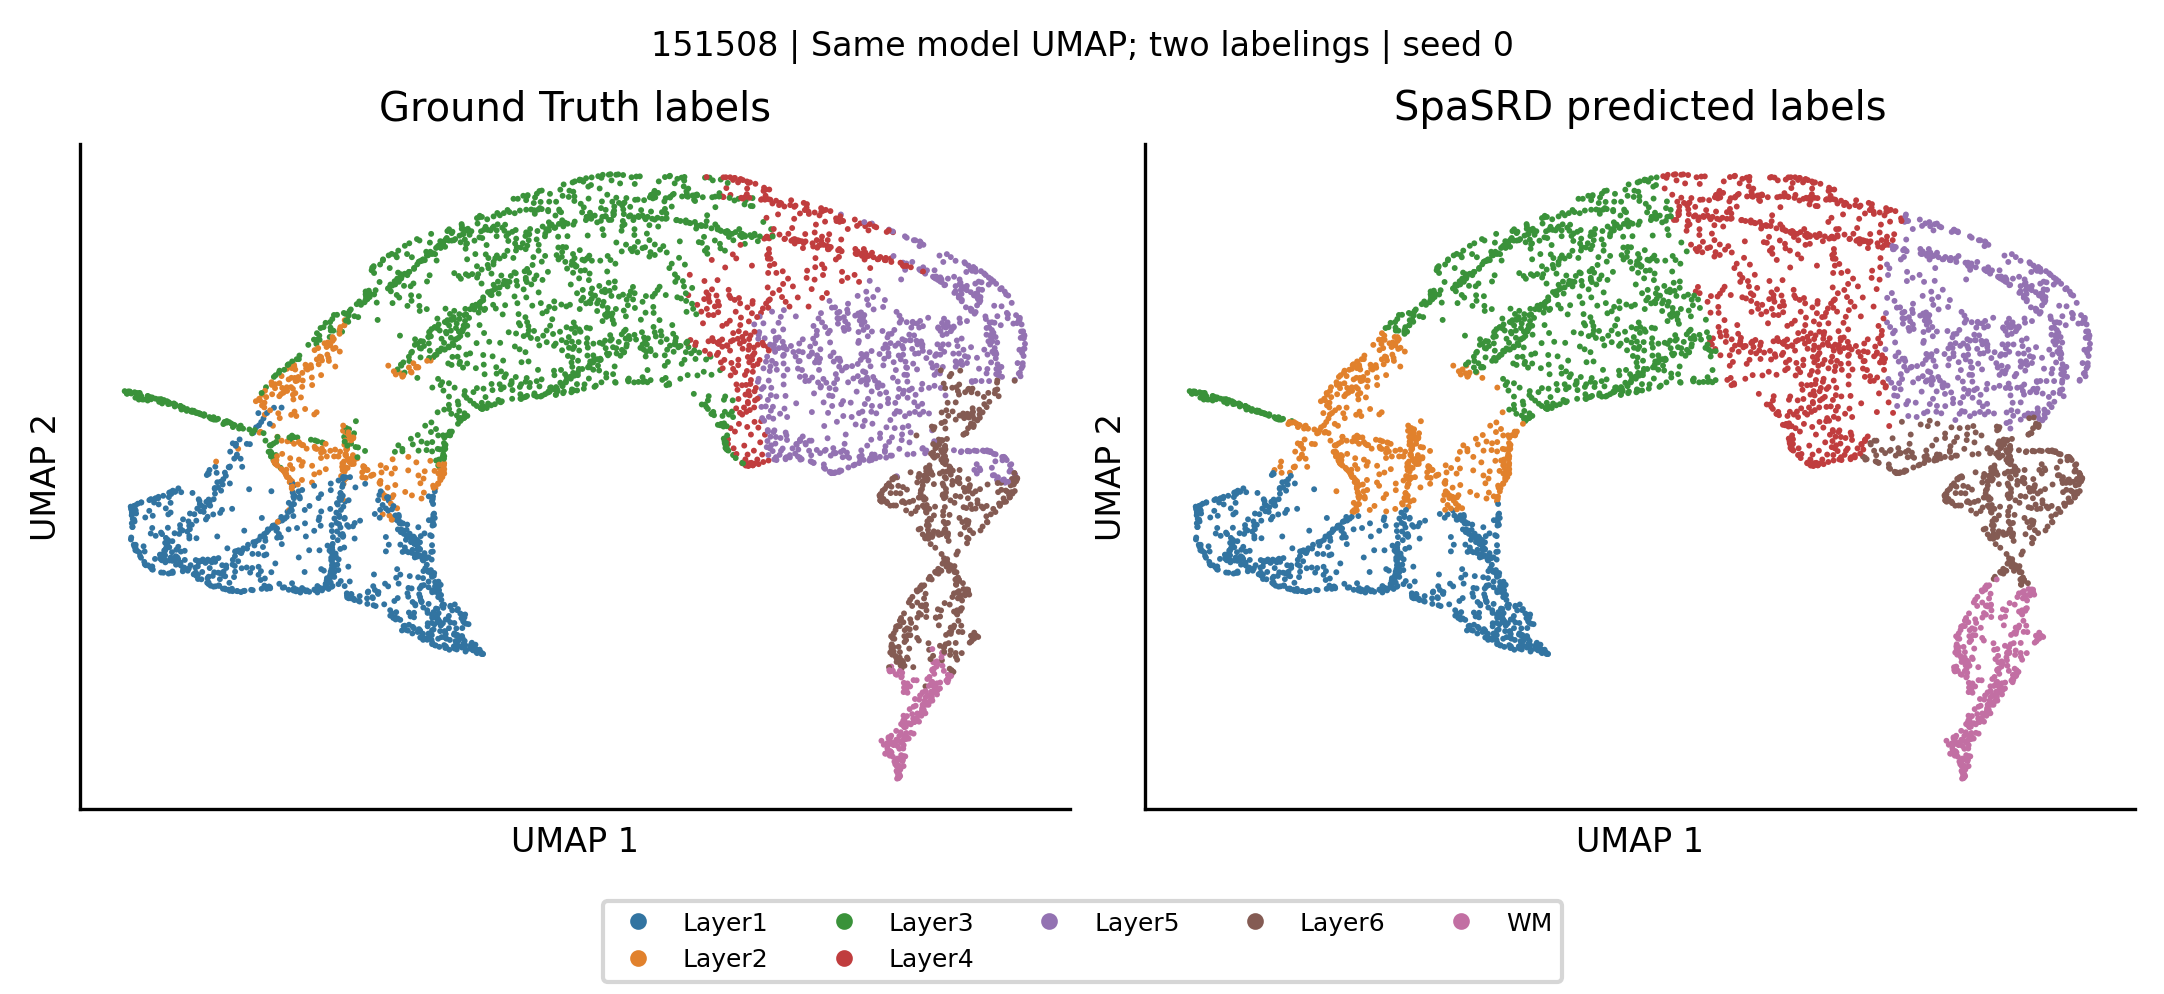 151508 | Same model UMAP; two labelings | seed 0
Ground Truth labels
SpaSRD predicted labels
UMAP 2
UMAP 2
UMAP 1
UMAP 1
Layer1 Layer3 Layer5 Layer6 WM
Layer2 Layer4